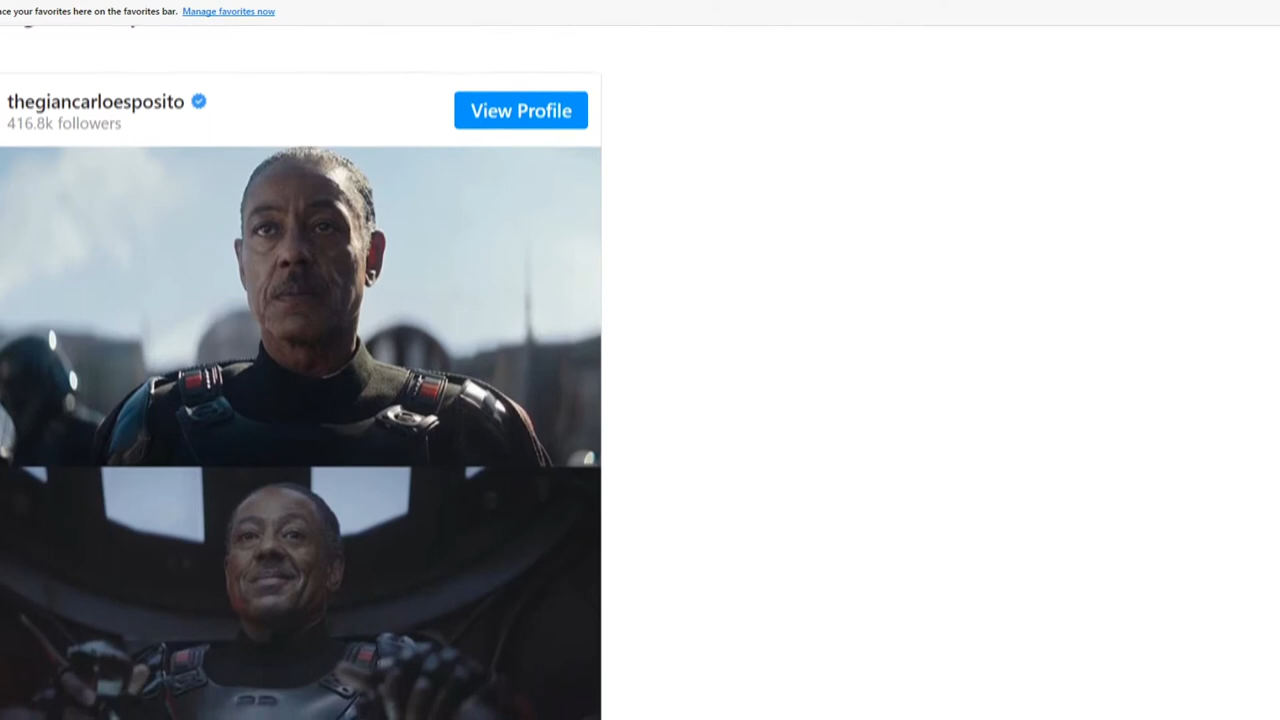 ce your favorites here on the favorites bar. Manage favorites now
thegiancarloesposito
View Profile
416.8k followers